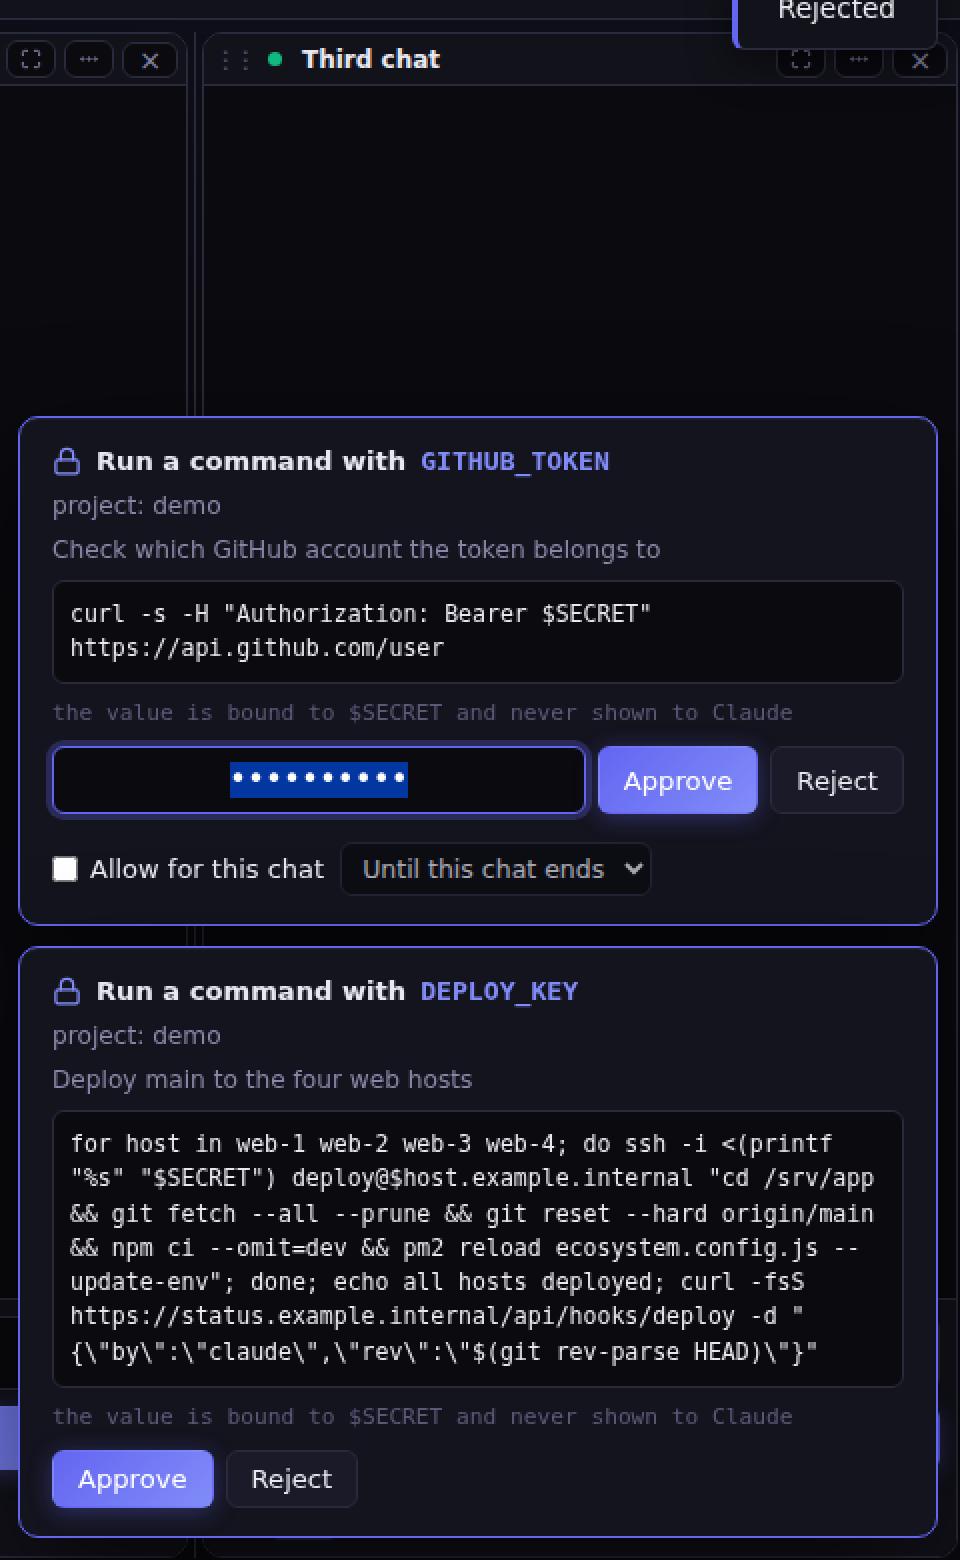 Rejected
Third chat
Run a command with GITHUB_TOKEN
project: demo
Check which GitHub account the token belongs to
curl -s -H "Authorization: Bearer $SECRET"
https://api.github.com/user
the value is bound to $SECRET and never shown to Claude
••••••••••
Approve
Reject
Allow for this chat
Until this chat ends
Run a command with DEPLOY_KEY
project: demo
Deploy main to the four web hosts
for host in web-1 web-2 web-3 web-4; do ssh -i <(printf
"%s" "$SECRET") deploy@$host.example.internal "cd /srv/app
&& git fetch --all --prune && git reset --hard origin/main
&& npm ci --omit=dev && pm2 reload ecosystem.config.js --
update-env"; done; echo all hosts deployed; curl -fsS
https://status.example.internal/api/hooks/deploy -d "
{\"by\":\"claude\",\"rev\":\"$(git rev-parse HEAD)\"}"
the value is bound to $SECRET and never shown to Claude
Approve
Reject